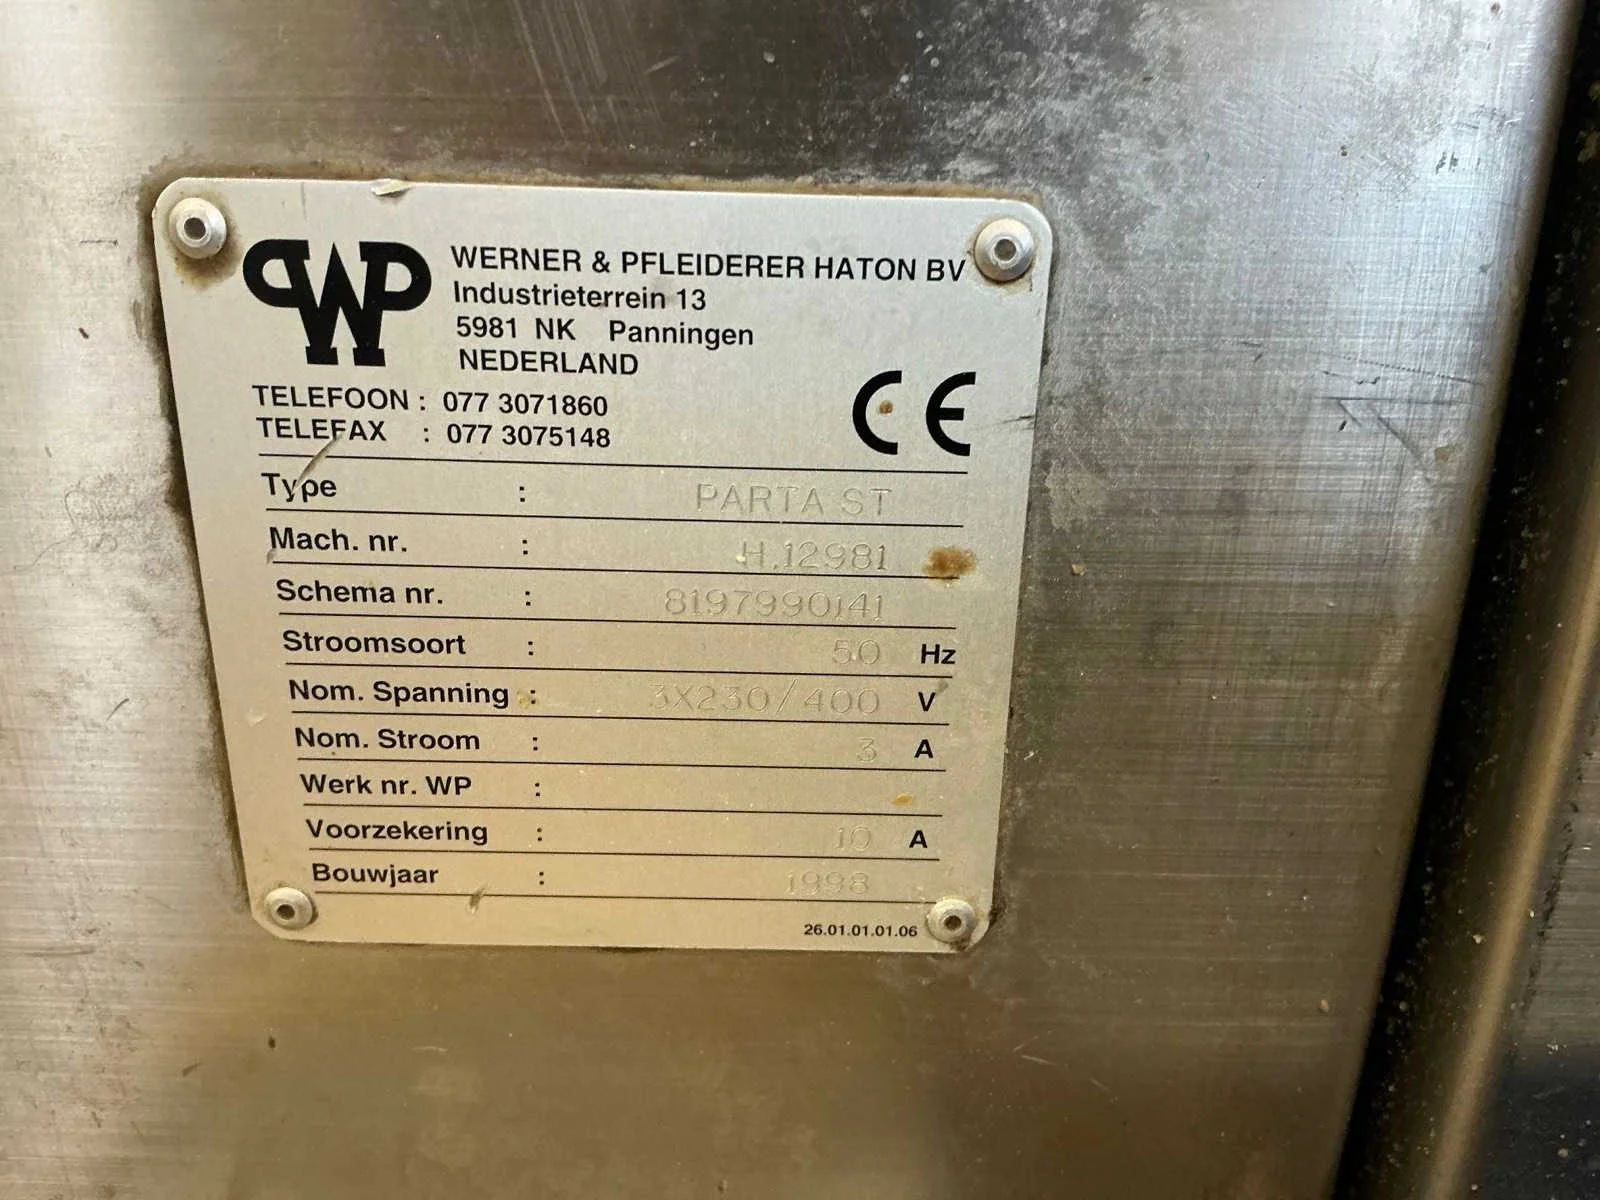 WP
WERNER & PFLEIDERER HATON BV
Industrieterrein 13
5981 NK Panningen
NEDERLAND
TELEFOON : 077 3071860
TELEFAX : 077 3075148
CE
Type : PARTA ST
Mach. nr. : H.12981
Schema nr. : 8197990141
Stroomsoort : 50 Hz
Nom. Spanning : 3X230/400 V
Nom. Stroom : 3 A
Werk nr. WP :
Voorzekering : 10 A
Bouwjaar : 1998
26.01.01.01.06